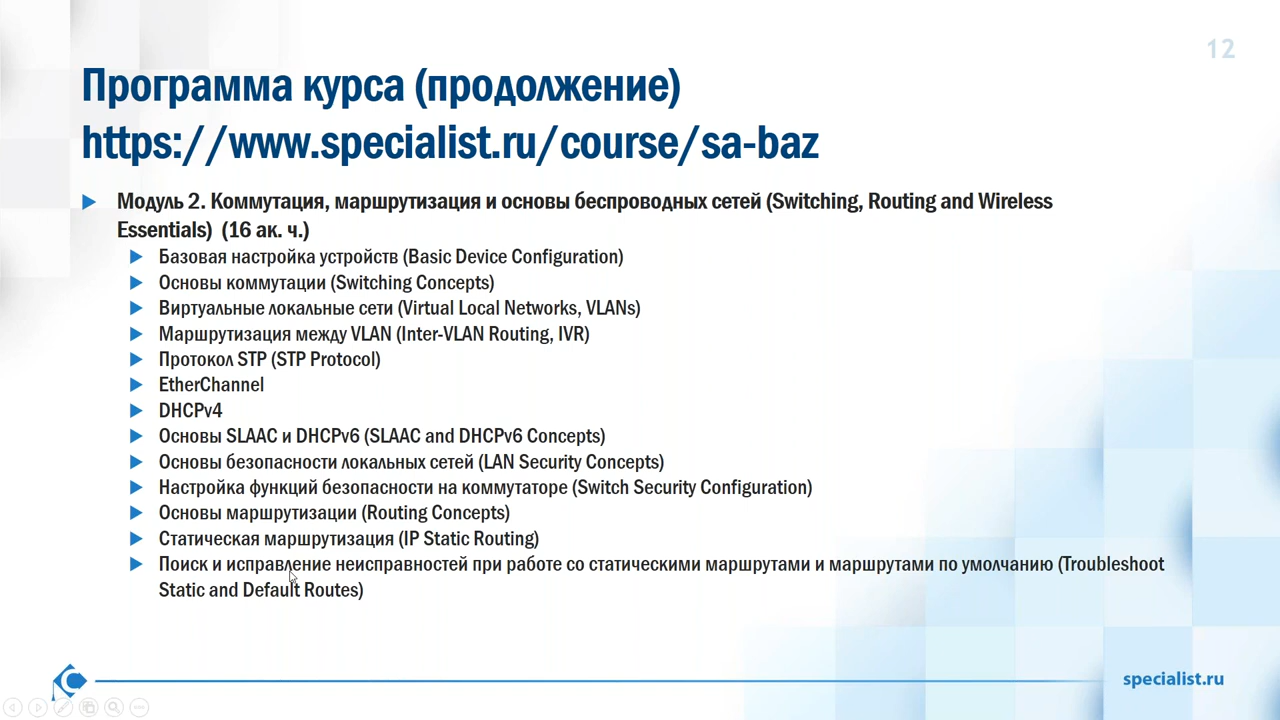 12
Программа курса (продолжение)
https://www.specialist.ru/course/sa-baz
Модуль 2. Коммутация, маршрутизация и основы беспроводных сетей (Switching, Routing and Wireless
Essentials) (16 ак. ч.)
Базовая настройка устройств (Basic Device Configuration)
Основы коммутации (Switching Concepts)
Виртуальные локальные сети (Virtual Local Networks, VLANs)
Маршрутизация между VLAN (Inter-VLAN Routing, IVR)
Протокол STP (STP Protocol)
EtherChannel
DHCPv4
Основы SLAAC и DHCPv6 (SLAAC and DHCPv6 Concepts)
Основы безопасности локальных сетей (LAN Security Concepts)
Настройка функций безопасности на коммутаторе (Switch Security Configuration)
Основы маршрутизации (Routing Concepts)
Статическая маршрутизация (IP Static Routing)
Поиск и исправление неисправностей при работе со статическими маршрутами и маршрутами по умолчанию (Troubleshoot
Static and Default Routes)
specialist.ru